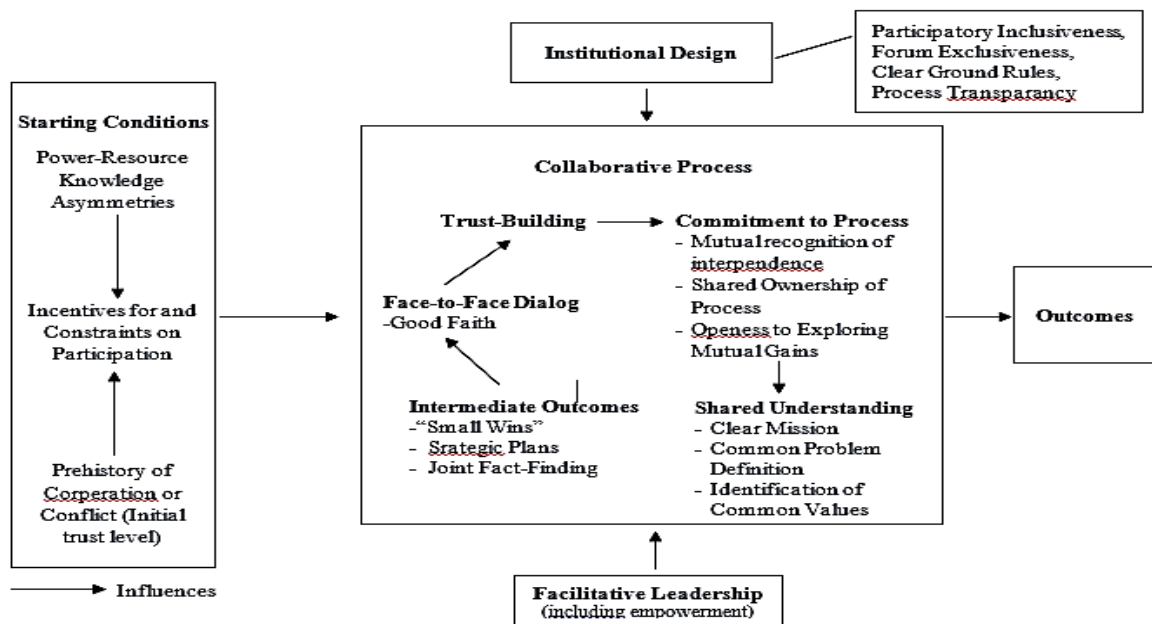 Institutional Design
Participatory Inclusiveness,
Forum Exclusiveness,
Clear Ground Rules,
Process Transparancy
Starting Conditions
Power-Resource
Knowledge
Asymmetries
Incentives for and
Constraints on
Participation
Prehistory of
Corperation or
Conflict (Initial
trust level)
Collaborative Process
Trust-Building
Commitment to Process
- Mutual recognition of
interpendence
- Shared Ownership of
Process
- Openess to Exploring
Mutual Gains
Face-to-Face Dialog
-Good Faith
Intermediate Outcomes
-“Small Wins”
- Srategic Plans
- Joint Fact-Finding
Shared Understanding
- Clear Mission
- Common Problem
Definition
- Identification of
Common Values
Outcomes
Influences
Facilitative Leadership
(including empowerment)